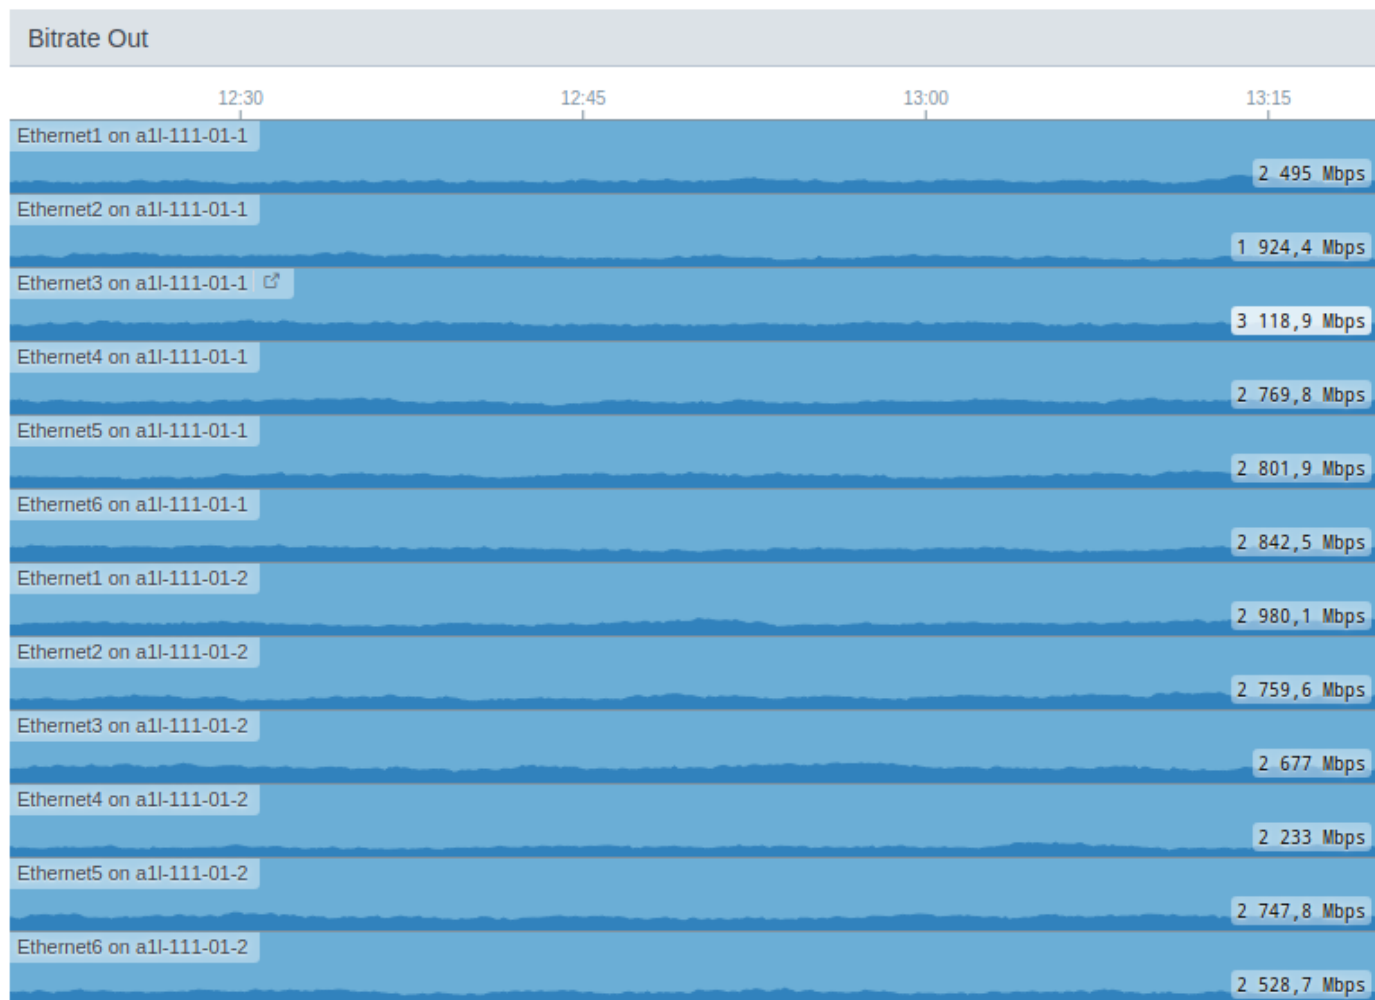 Bitrate Out
12:30 12:45 13:00 13:15
Ethernet1 on a1l-111-01-1
2 495 Mbps
Ethernet2 on a1l-111-01-1
1 924,4 Mbps
Ethernet3 on a1l-111-01-1
3 118,9 Mbps
Ethernet4 on a1l-111-01-1
2 769,8 Mbps
Ethernet5 on a1l-111-01-1
2 801,9 Mbps
Ethernet6 on a1l-111-01-1
2 842,5 Mbps
Ethernet1 on a1l-111-01-2
2 980,1 Mbps
Ethernet2 on a1l-111-01-2
2 759,6 Mbps
Ethernet3 on a1l-111-01-2
2 677 Mbps
Ethernet4 on a1l-111-01-2
2 233 Mbps
Ethernet5 on a1l-111-01-2
2 747,8 Mbps
Ethernet6 on a1l-111-01-2
2 528,7 Mbps